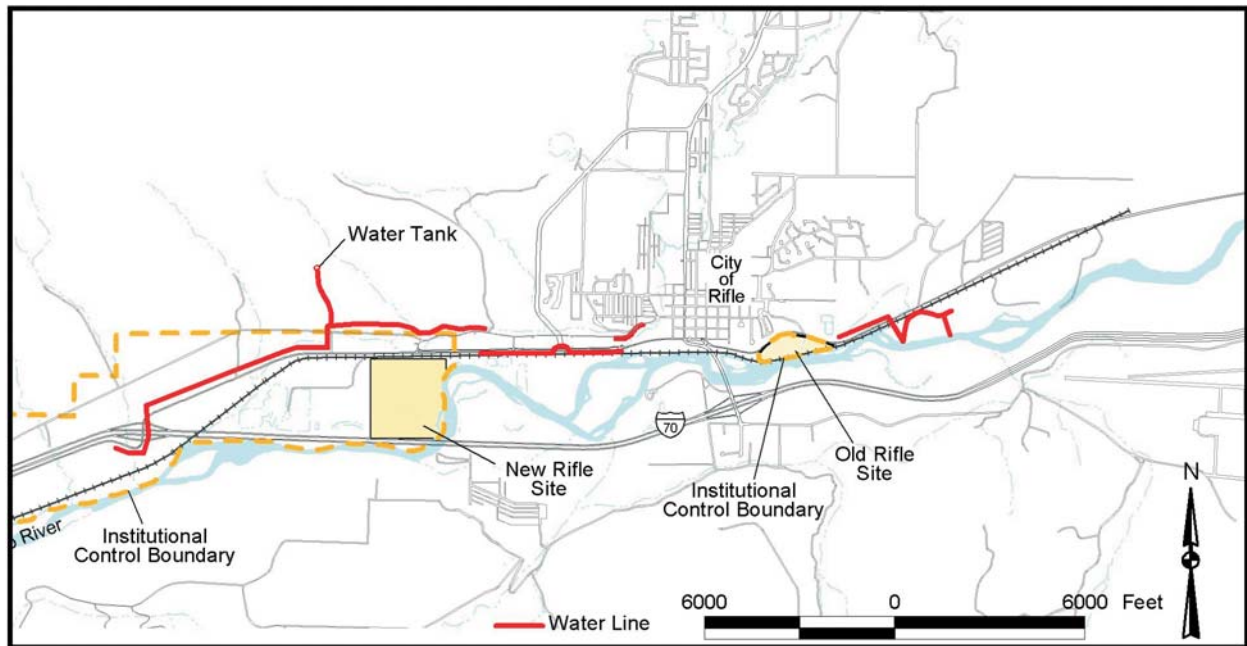 Water Tank
City
of
Rifle
70
New Rifle
Site
Institutional
Control Boundary
Old Rifle
Site
River
Institutional
Control Boundary
N
6000 0 6000 Feet
Water Line